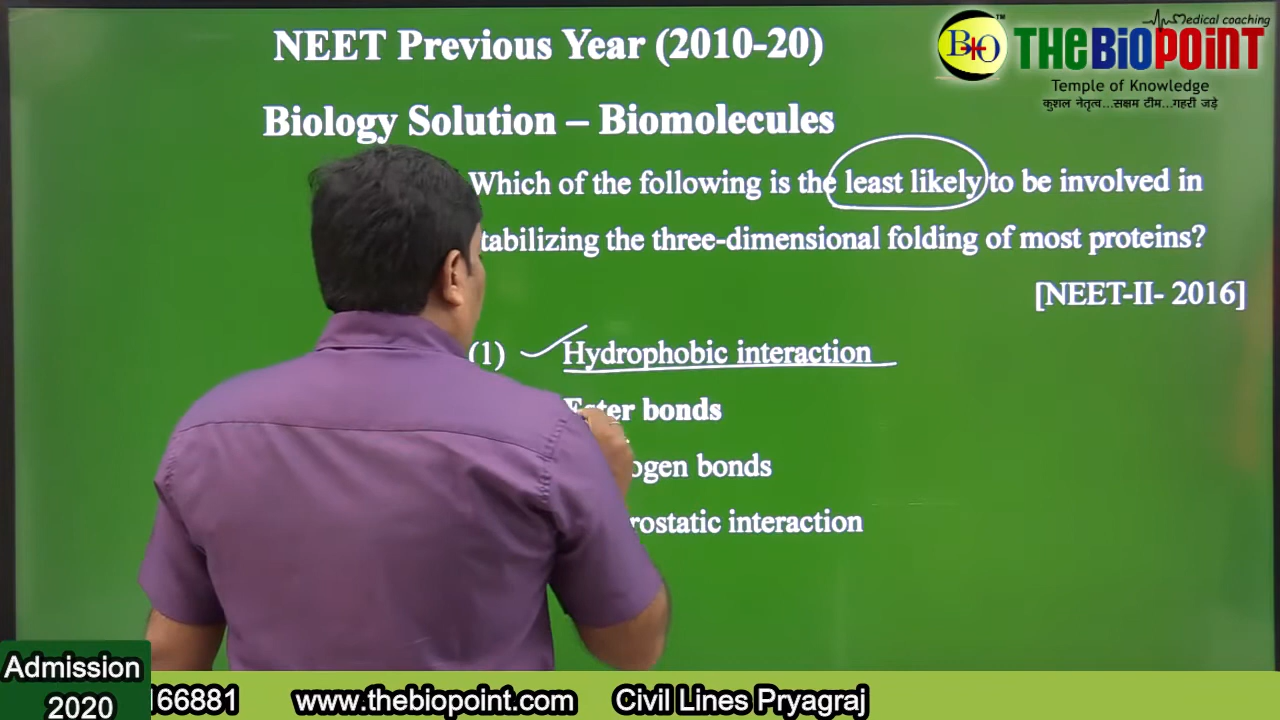 NEET Previous Year (2010-20)
Biology Solution – Biomolecules
Which of the following is the least likely to be involved in
tabilizing the three-dimensional folding of most proteins?
[NEET-II- 2016]
(1) Hydrophobic interaction
Ester bonds
ogen bonds
rostatic interaction
BIO
TM
Medical coaching
THEBiOPOINT
Temple of Knowledge
कुशल नेतृत्व...सक्षम टीम...गहरी जड़े
Admission
2020
166881 www.thebiopoint.com Civil Lines Pryagraj